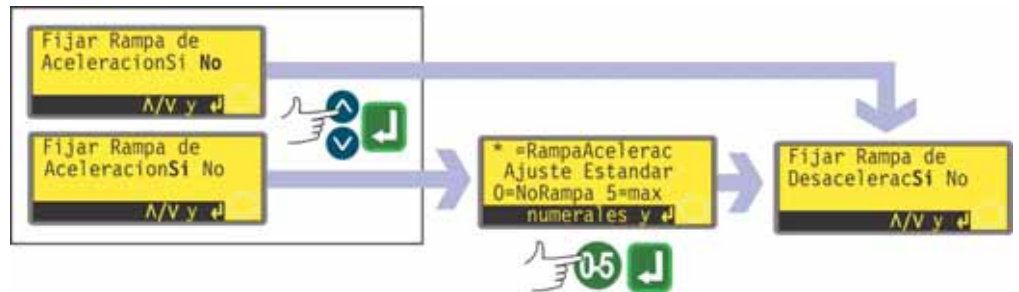 Fijar Rampa de
AceleracionSi No
Λ/V y ↲
Fijar Rampa de
AceleracionSi No
Λ/V y ↲
* =RampaAcelerac
Ajuste Estandar
0=NoRampa 5=max
numerales y ↲
0-5
Fijar Rampa de
DesaceleracSi No
Λ/V y ↲